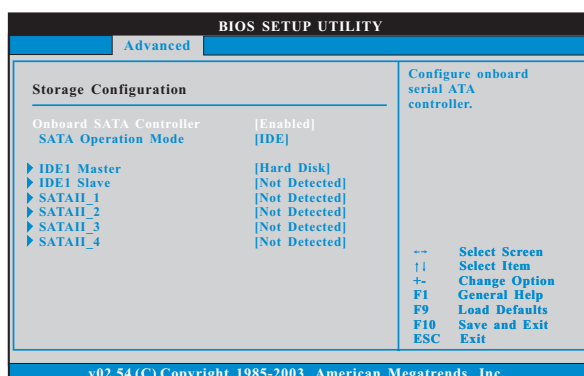 BIOS SETUP UTILITY
Advanced
Storage Configuration
Onboard SATA Controller [Enabled]
SATA Operation Mode [IDE]
IDE1 Master [Hard Disk]
IDE1 Slave [Not Detected]
SATAII_1 [Not Detected]
SATAII_2 [Not Detected]
SATAII_3 [Not Detected]
SATAII_4 [Not Detected]
Configure onboard
serial ATA
controller.
←→ Select Screen
↑↓ Select Item
+- Change Option
F1 General Help
F9 Load Defaults
F10 Save and Exit
ESC Exit
v02.54 (C) Copyright 1985-2003, American Megatrends, Inc.